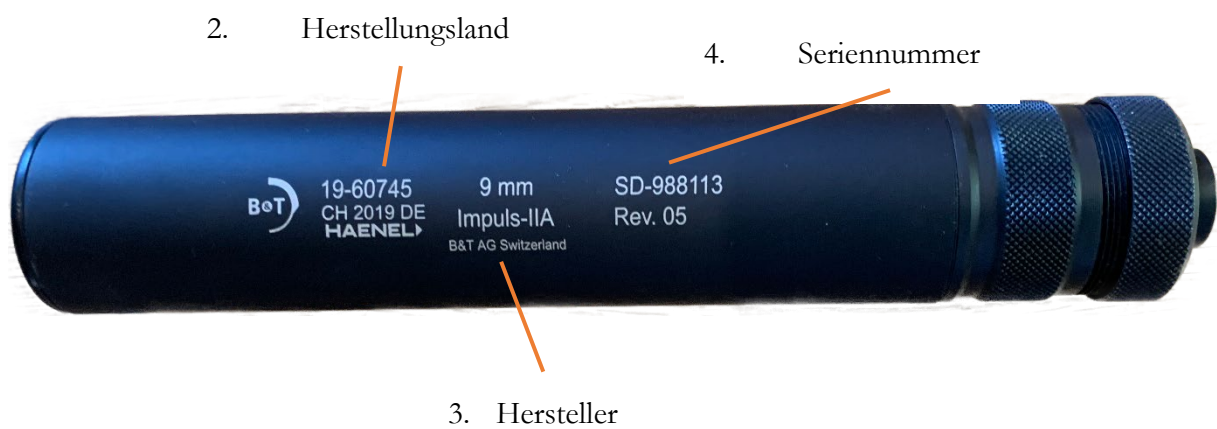 2. Herstellungsland
4. Seriennummer
B&T
19-60745
CH 2019 DE
HAENEL
9 mm
Impuls-IIA
B&T AG Switzerland
SD-988113
Rev. 05
3. Hersteller